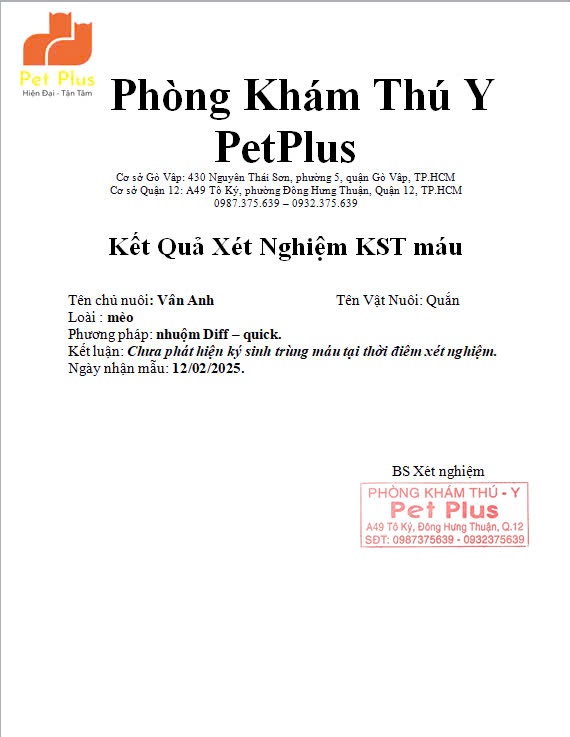 Pet Plus
Hiện Đại - Tận Tâm
Phòng Khám Thú Y
PetPlus
Cơ sở Gò Vấp: 430 Nguyễn Thái Sơn, phường 5, quận Gò Vấp, TP.HCM
Cơ sở Quận 12: A49 Tô Ký, phường Đông Hưng Thuận, Quận 12, TP.HCM
0987.375.639 – 0932.375.639
Kết Quả Xét Nghiệm KST máu
Tên chủ nuôi: Vân Anh Tên Vật Nuôi: Quấn
Loài : mèo
Phương pháp: nhuộm Diff – quick.
Kết luận: Chưa phát hiện ký sinh trùng máu tại thời điểm xét nghiệm.
Ngày nhận mẫu: 12/02/2025.
BS Xét nghiệm
PHÒNG KHÁM THÚ - Y
Pet Plus
A49 Tô Ký, Đông Hưng Thuận, Q.12
SĐT: 0987375639 - 0932375639